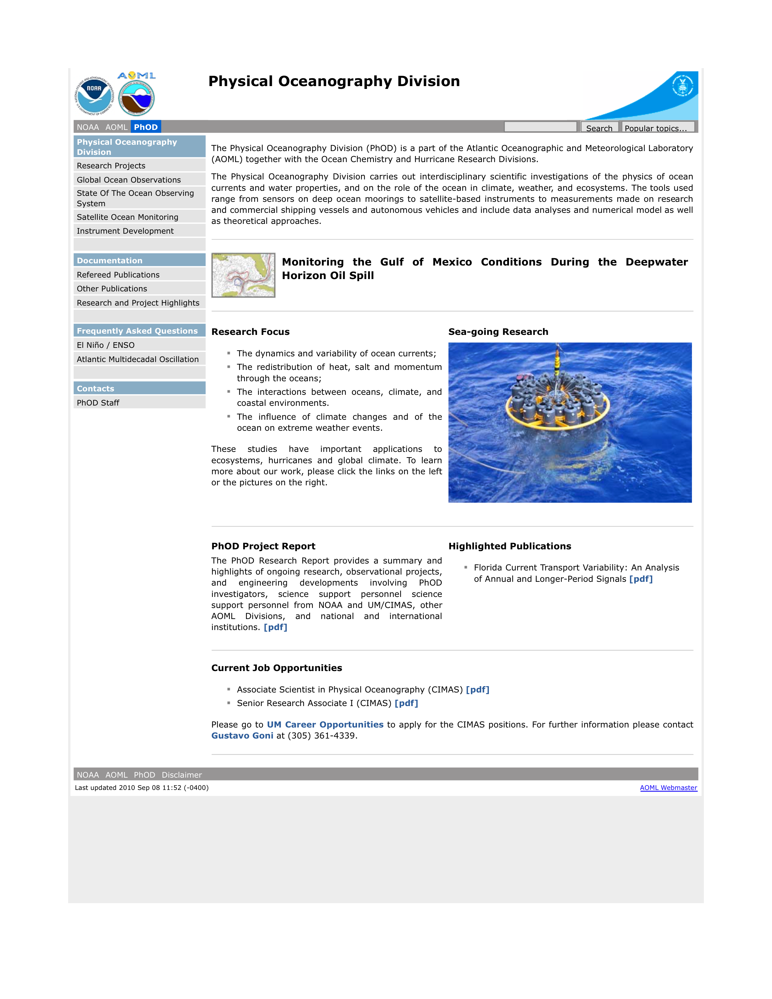 AOML
NOAA
Physical Oceanography Division
NOAA AOML PhOD
Search Popular topics...
Physical Oceanography
Division
Research Projects
Global Ocean Observations
State Of The Ocean Observing
System
Satellite Ocean Monitoring
Instrument Development
Documentation
Refereed Publications
Other Publications
Research and Project Highlights
Frequently Asked Questions
El Niño / ENSO
Atlantic Multidecadal Oscillation
Contacts
PhOD Staff
The Physical Oceanography Division (PhOD) is a part of the Atlantic Oceanographic and Meteorological Laboratory
(AOML) together with the Ocean Chemistry and Hurricane Research Divisions.
The Physical Oceanography Division carries out interdisciplinary scientific investigations of the physics of ocean
currents and water properties, and on the role of the ocean in climate, weather, and ecosystems. The tools used
range from sensors on deep ocean moorings to satellite-based instruments to measurements made on research
and commercial shipping vessels and autonomous vehicles and include data analyses and numerical model as well
as theoretical approaches.
Monitoring the Gulf of Mexico Conditions During the Deepwater
Horizon Oil Spill
Research Focus
The dynamics and variability of ocean currents;
The redistribution of heat, salt and momentum
through the oceans;
The interactions between oceans, climate, and
coastal environments.
The influence of climate changes and of the
ocean on extreme weather events.
These studies have important applications to
ecosystems, hurricanes and global climate. To learn
more about our work, please click the links on the left
or the pictures on the right.
Sea-going Research
PhOD Project Report
The PhOD Research Report provides a summary and
highlights of ongoing research, observational projects,
and engineering developments involving PhOD
investigators, science support personnel science
support personnel from NOAA and UM/CIMAS, other
AOML Divisions, and national and international
institutions. [pdf]
Highlighted Publications
Florida Current Transport Variability: An Analysis
of Annual and Longer-Period Signals [pdf]
Current Job Opportunities
Associate Scientist in Physical Oceanography (CIMAS) [pdf]
Senior Research Associate I (CIMAS) [pdf]
Please go to UM Career Opportunities to apply for the CIMAS positions. For further information please contact
Gustavo Goni at (305) 361-4339.
NOAA AOML PhOD Disclaimer
Last updated 2010 Sep 08 11:52 (-0400)
AOML Webmaster